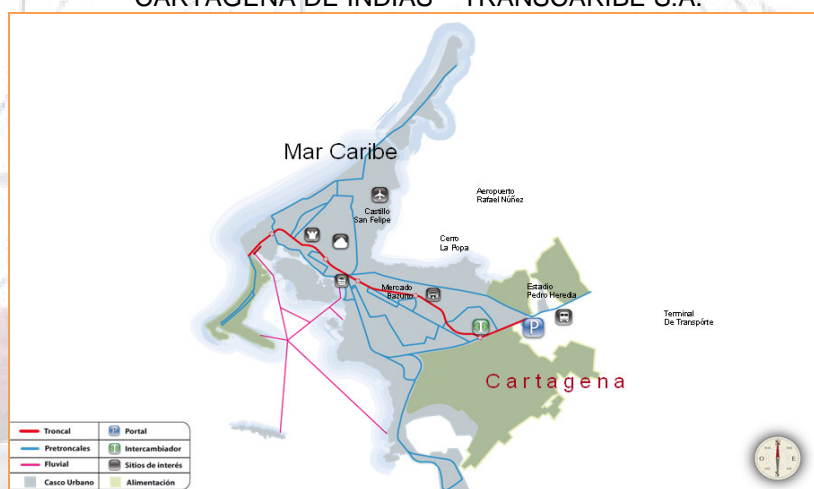 CARTAGENA DE INDIAS – TRANSCARIBE S.A.
Mar Caribe
Aeropuerto
Rafael Núñez
Castillo
San Felipe
Cerro
La Popa
Mercado
Bazurto
Estadio
Pedro Heredia
Terminal
De Transpórte
I
P
Cartagena
Troncal
Portal
Pretroncales
Intercambiador
Fluvial
Sitios de interés
Casco Urbano
Alimentación
O
E